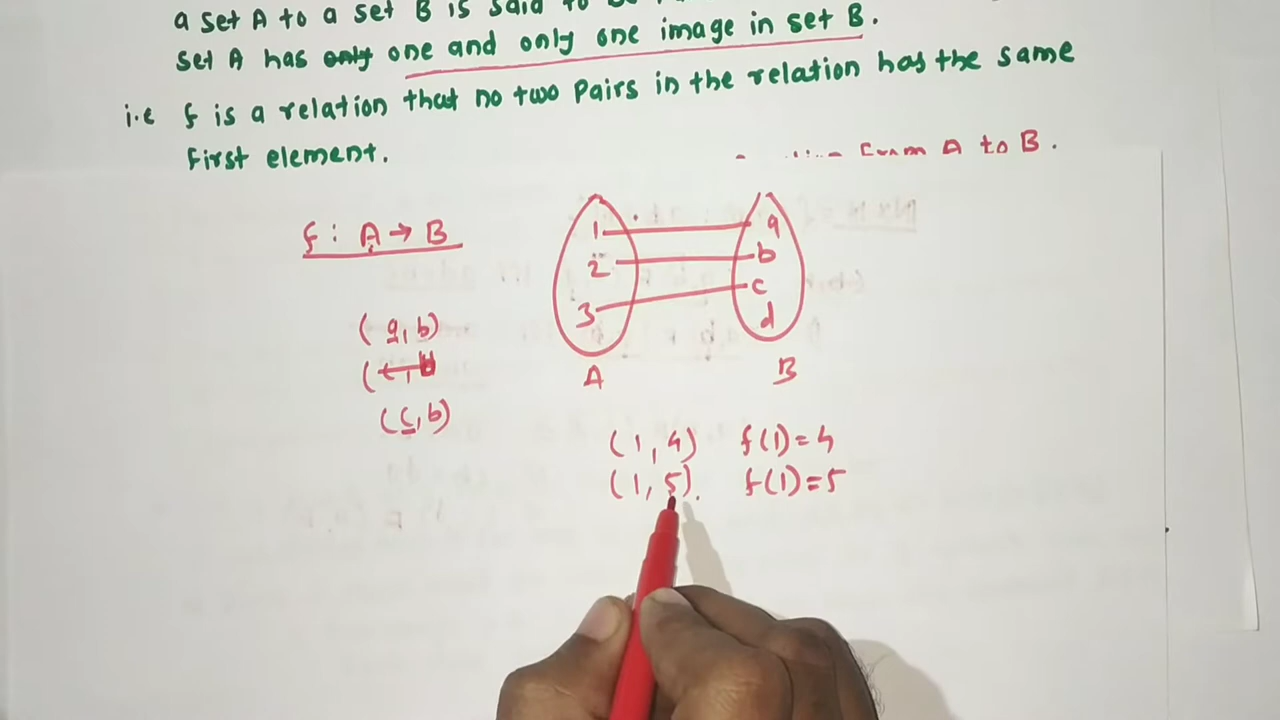 a set A to a set B is said to be
set A has only one and only one image in set B.
i.e f is a relation that no two Pairs in the relation has the same
First element.
From A to B.
f : A → B
1
2
3
a
b
c
d
A
B
(a, b)
(c, b)
(1, 4) f(1) = 4
(1, 5). f(1) = 5